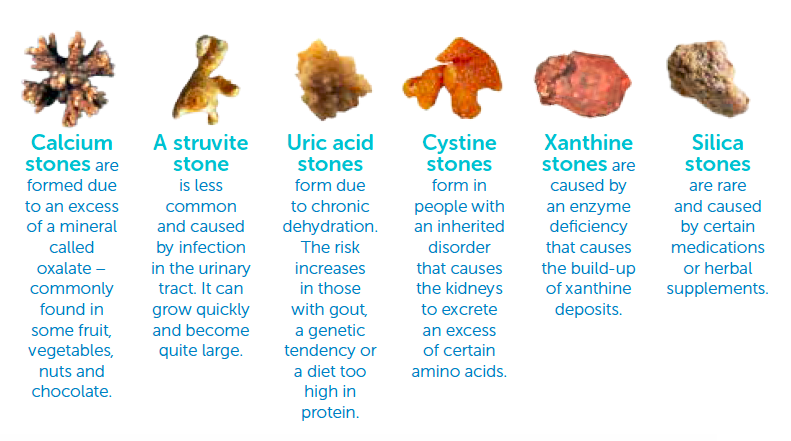 Calcium
stones are
formed due
to an excess
of a mineral
called
oxalate –
commonly
found in
some fruit,
vegetables,
nuts and
chocolate.
A struvite
stone
is less
common
and caused
by infection
in the urinary
tract. It can
grow quickly
and become
quite large.
Uric acid
stones
form due
to chronic
dehydration.
The risk
increases
in those
with gout,
a genetic
tendency or
a diet too
high in
protein.
Cystine
stones
form in
people with
an inherited
disorder
that causes
the kidneys
to excrete
an excess
of certain
amino acids.
Xanthine
stones are
caused by
an enzyme
deficiency
that causes
the build-up
of xanthine
deposits.
Silica
stones
are rare
and caused
by certain
medications
or herbal
supplements.